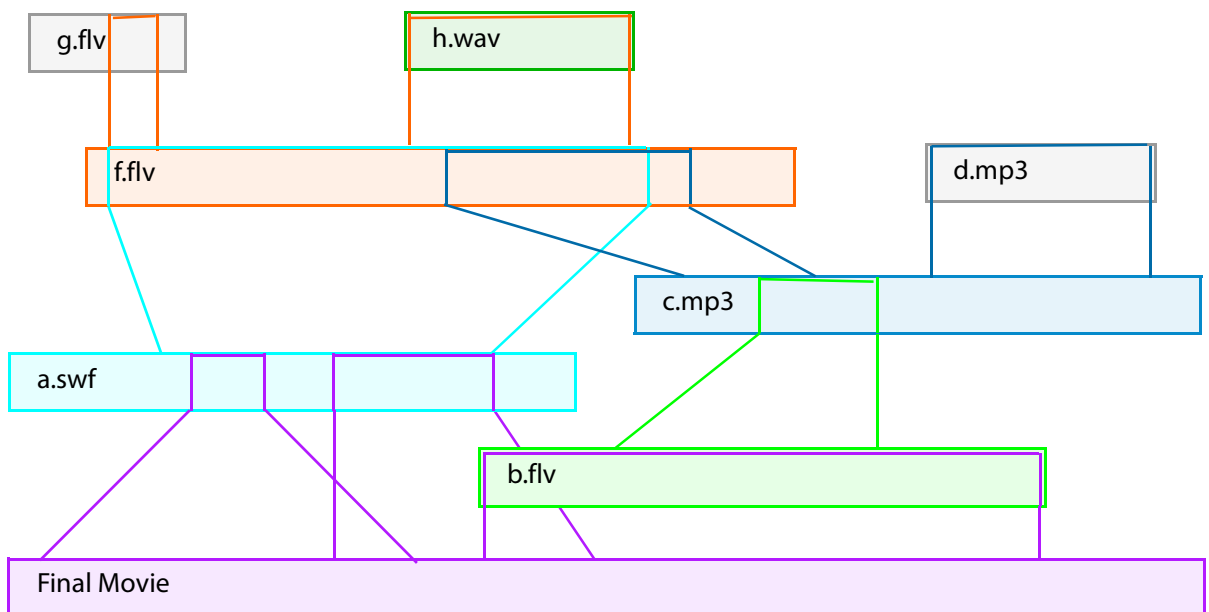 g.flv
h.wav
f.flv
d.mp3
c.mp3
a.swf
b.flv
Final Movie